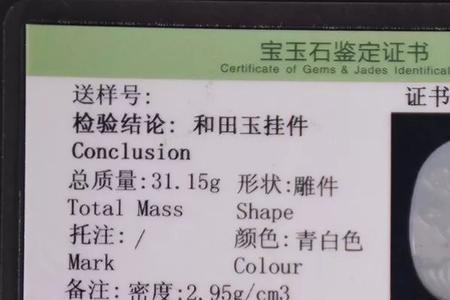 宝玉石鉴定证书
Certificate of Gems & Jades Identifica
送样号: 证书
检验结论: 和田玉挂件
Conclusion
总质量:31.15g 形状:雕件
Total Mass Shape
托注: / 颜色:青白色
Mark Colour
备注: 密度:2.95g/cm3